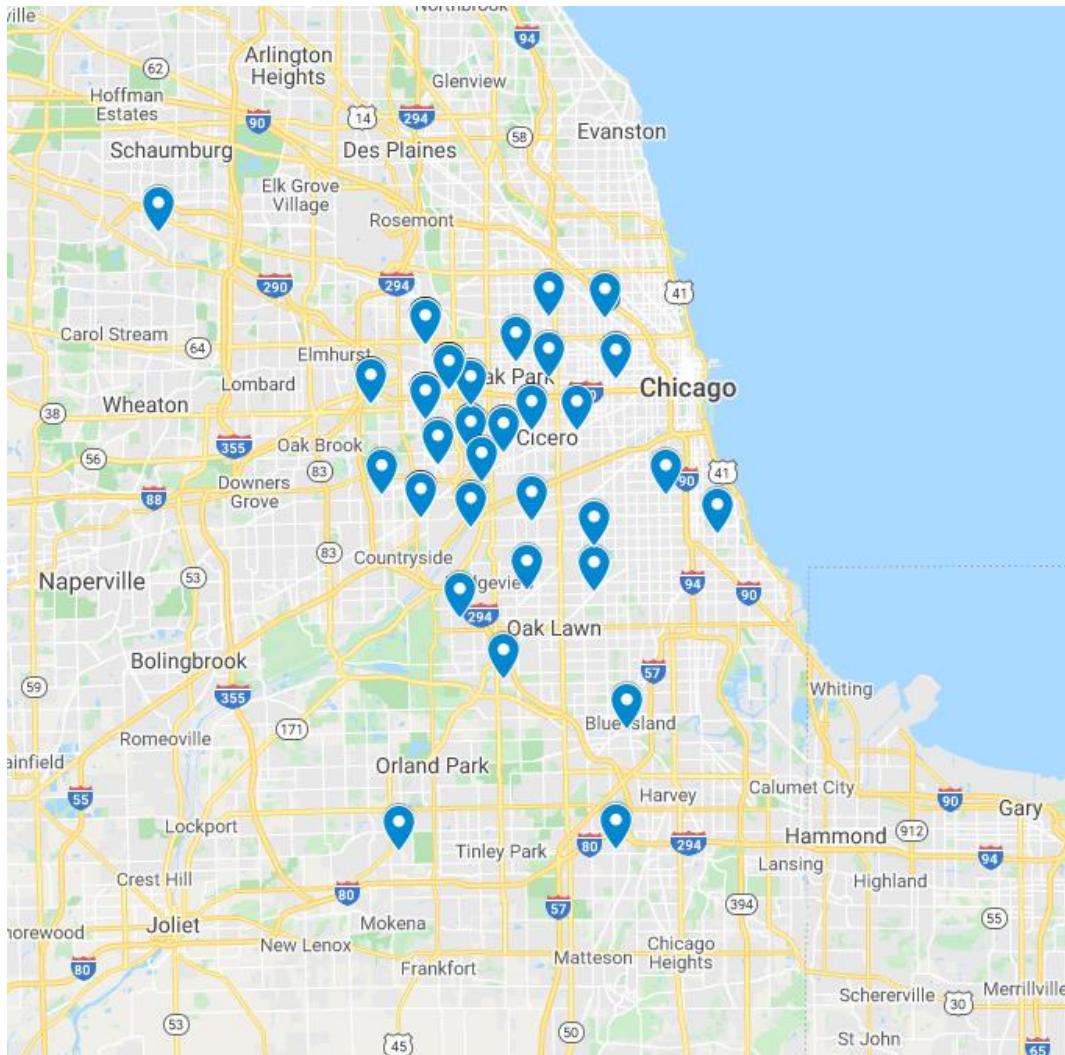 Northbrook
ville
94
Arlington
Heights
62
Glenview
Hoffman
Estates
90
14
294
58
Evanston
Schaumburg
Des Plaines
Elk Grove
Village
Rosemont
290
294
41
Carol Stream
64
Elmhurst
Lombard
ak Park
Chicago
Wheaton
38
0
Cicero
Oak Brook
355
56
83
Downers
Grove
88
90
41
83
Countryside
Naperville
53
dgeview
94
90
294
Oak Lawn
Bolingbrook
57
59
355
Whiting
Blue Island
171
Romeoville
ainfield
Orland Park
55
Harvey
Calumet City
90
Gary
Lockport
Hammond
912
80
294
Tinley Park
94
Lansing
Crest Hill
Highland
80
394
57
55
Joliet
Mokena
horewood
New Lenox
Chicago
Heights
Matteson
80
Frankfort
Merrillville
Schererville
30
53
50
45
St John
65